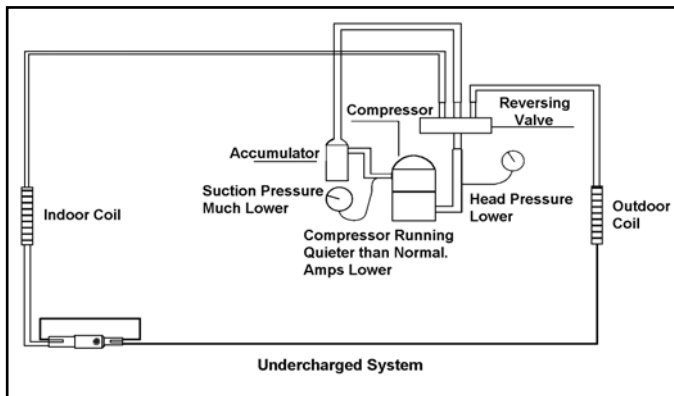 Compressor
Reversing
Valve
Accumulator
Suction Pressure
Much Lower
Head Pressure
Lower
Indoor Coil
Outdoor
Coil
Compressor Running
Quieter than Normal.
Amps Lower
Undercharged System